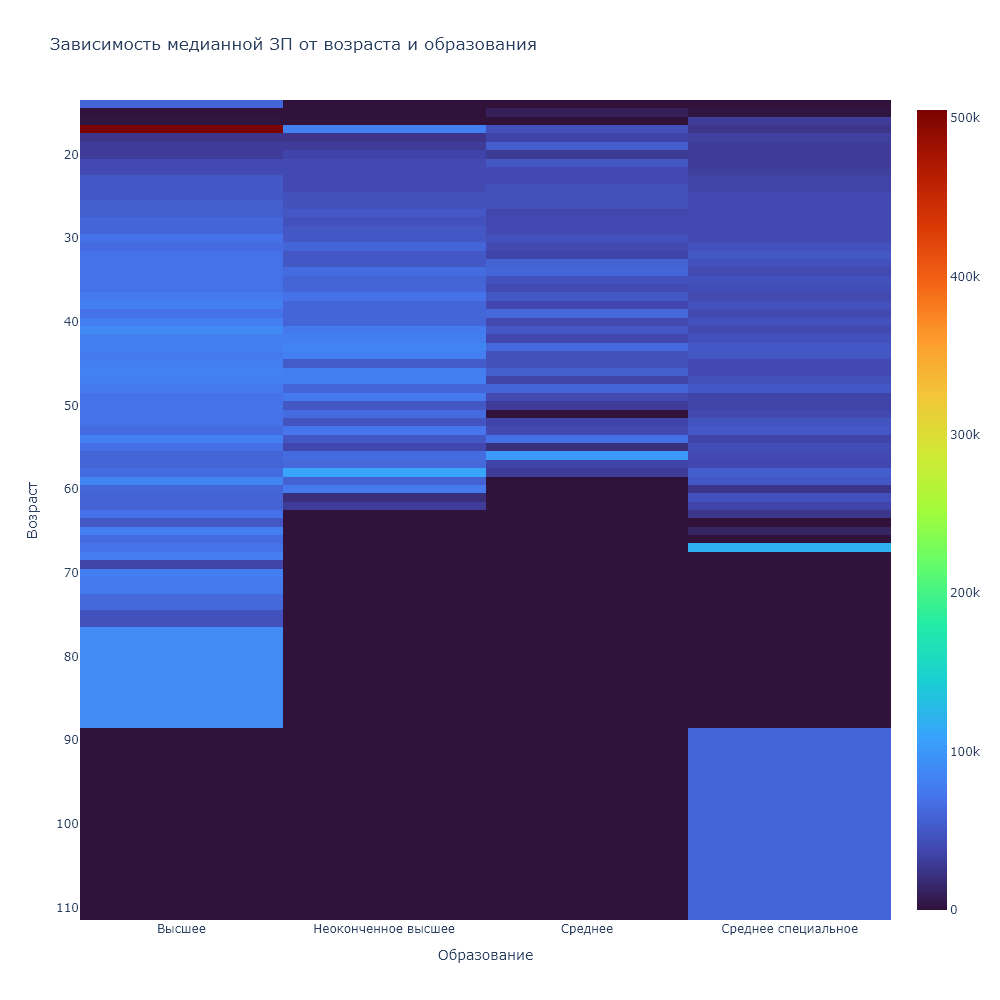 Зависимость медианной ЗП от возраста и образования
Возраст
20
30
40
50
60
70
80
90
100
110
Высшее
Неоконченное высшее
Среднее
Среднее специальное
Образование
500k
400k
300k
200k
100k
0